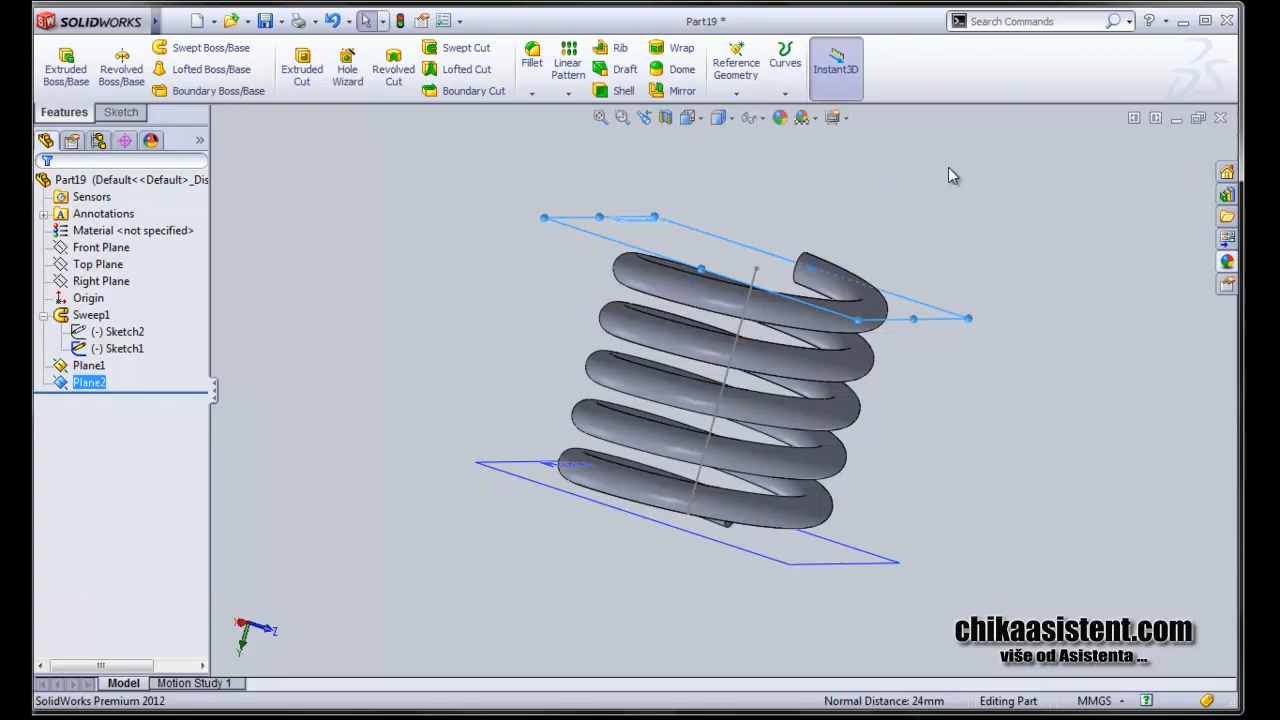 SOLIDWORKS
Part19 *
Search Commands
Extruded Boss/Base
Revolved Boss/Base
Swept Boss/Base
Lofted Boss/Base
Boundary Boss/Base
Extruded Cut
Hole Wizard
Revolved Cut
Swept Cut
Lofted Cut
Boundary Cut
Fillet
Linear Pattern
Rib
Draft
Shell
Wrap
Dome
Mirror
Reference Geometry
Curves
Instant3D
Features
Sketch
Part19 (Default<<Default>_Dis
Sensors
Annotations
Material <not specified>
Front Plane
Top Plane
Right Plane
Origin
Sweep1
(-) Sketch2
(-) Sketch1
Plane1
Plane2
Z
Y
X
chikaasistent.com
više od Asistenta ...
Model
Motion Study 1
SolidWorks Premium 2012
Normal Distance: 24mm
Editing Part
MMGS